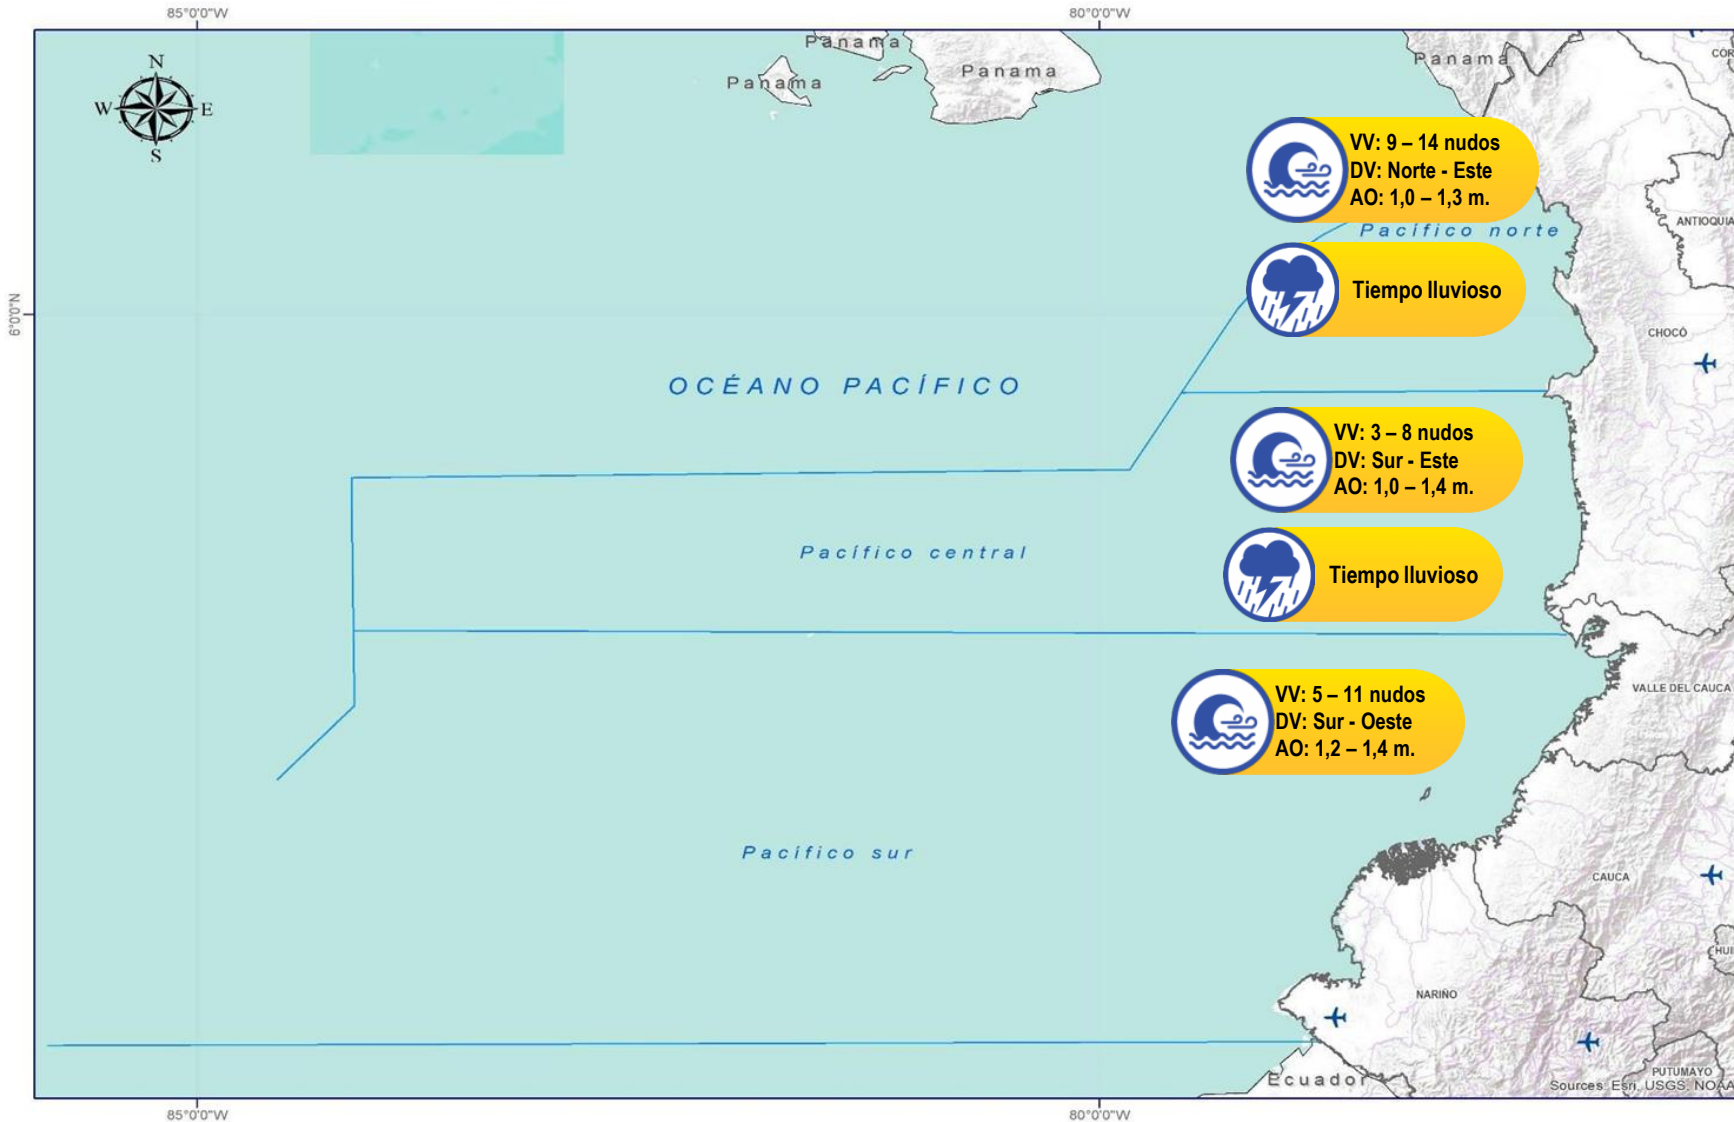 85°0'0"W
80°0'0"W
N
W
E
S
Panama
Panama
Panama
Panama
VV: 9 – 14 nudos
DV: Norte - Este
AO: 1,0 – 1,3 m.
ANTIOQUIA
Pacífico norte
Tiempo lluvioso
6°0'0"N
CHOCÓ
OCÉANO PACÍFICO
VV: 3 – 8 nudos
DV: Sur - Este
AO: 1,0 – 1,4 m.
Pacífico central
Tiempo lluvioso
VALLE DEL CAUCA
VV: 5 – 11 nudos
DV: Sur - Oeste
AO: 1,2 – 1,4 m.
Pacífico sur
CAUCA
NARIÑO
PUTUMAYO
Ecuador
Sources: Esri, USGS, NOAA
85°0'0"W
80°0'0"W